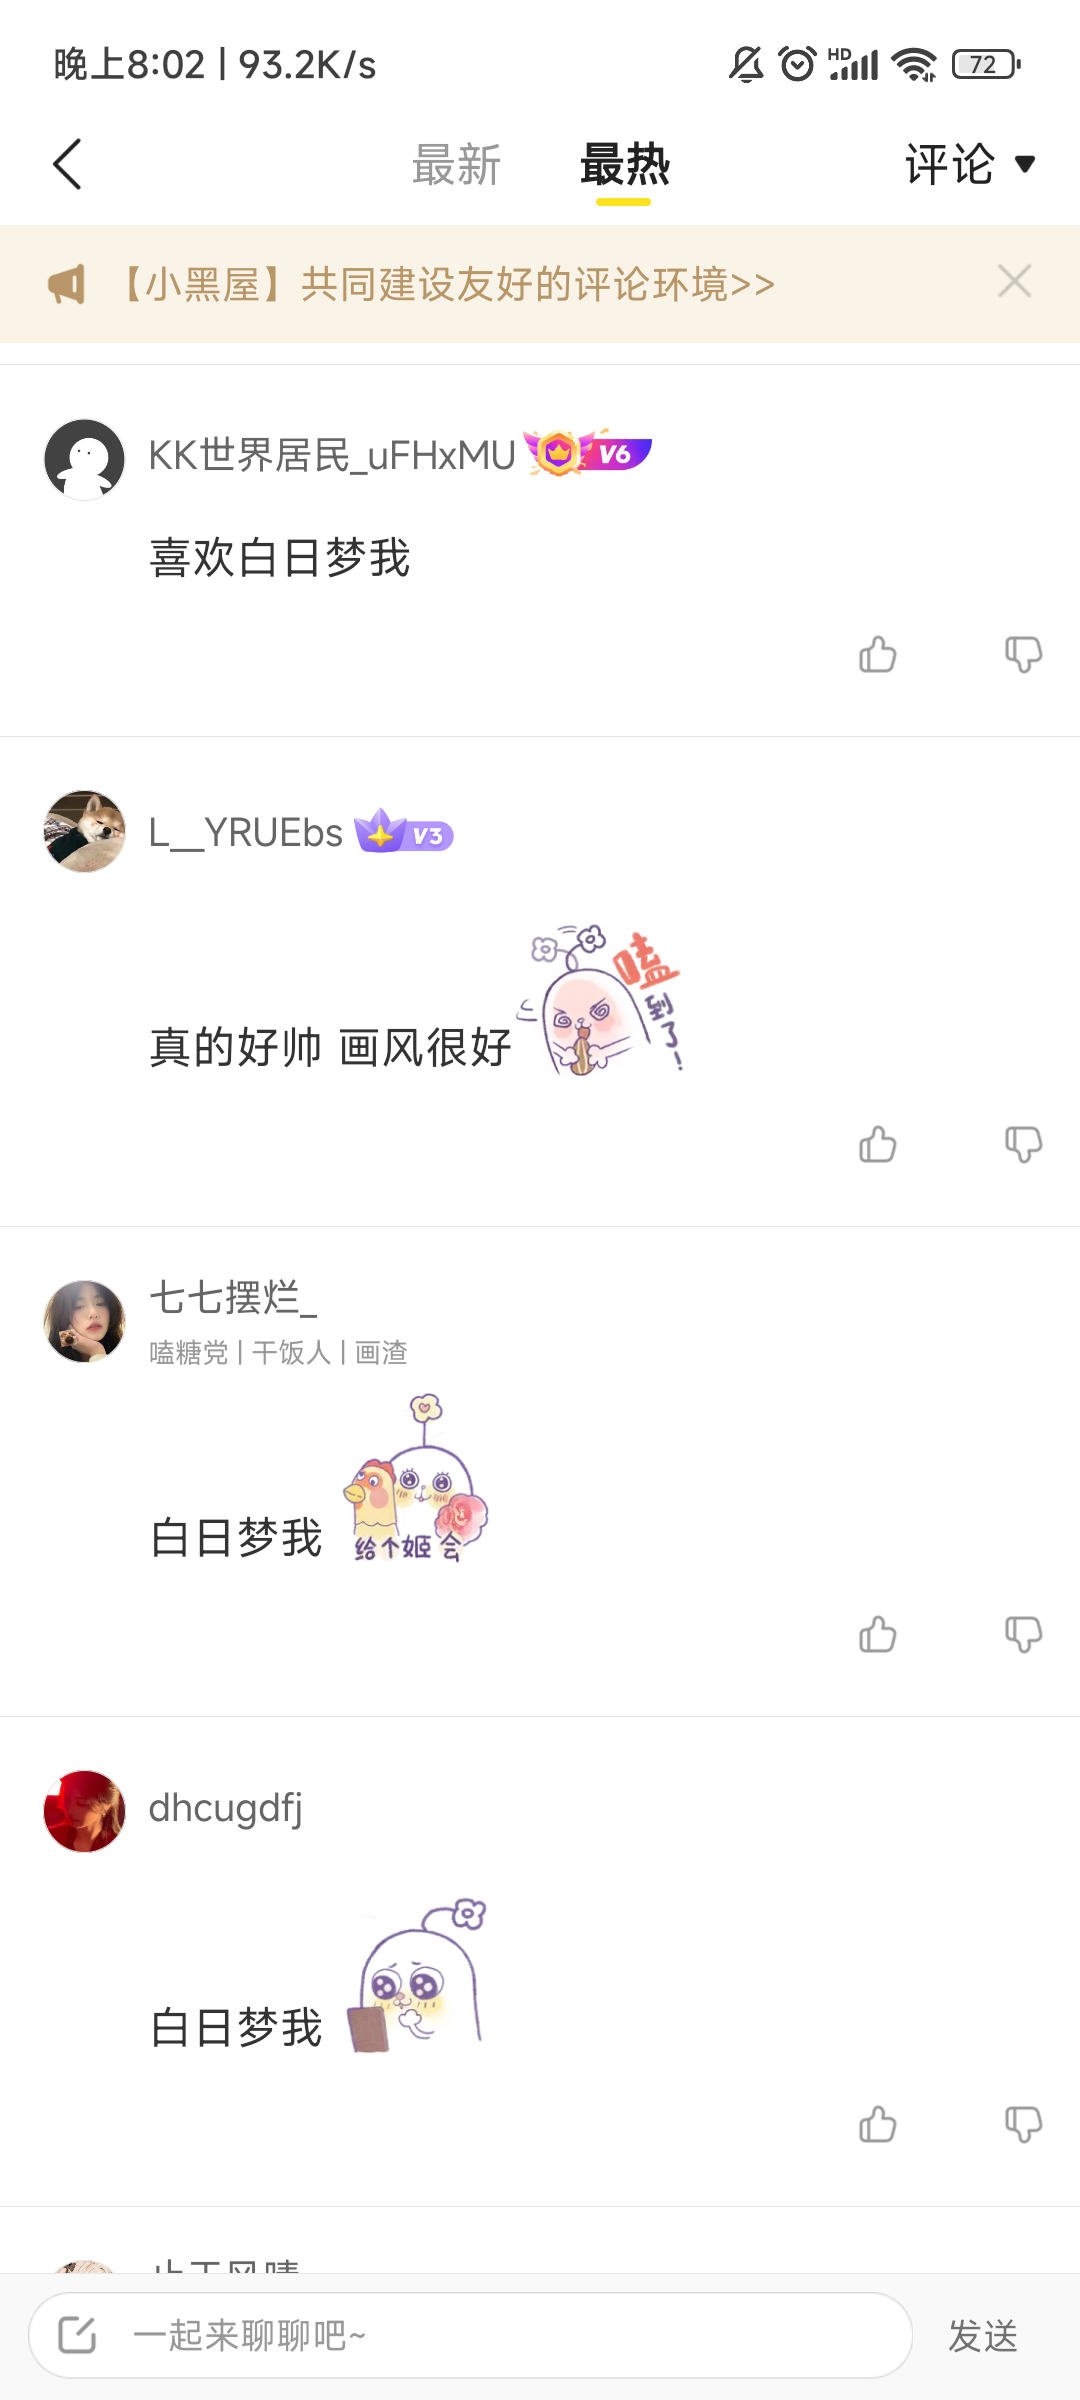 晚上8:02 | 93.2K/s
HD
72
最新 最热 评论
【小黑屋】共同建设友好的评论环境>>
KK世界居民_uFHxMU V6
喜欢白日梦我
L__YRUEbs V3
嗑到了!
真的好帅 画风很好
七七摆烂_
嗑糖党 | 干饭人 | 画渣
白日梦我
给个姬会
dhcugdfj
白日梦我
一起来聊聊吧~
发送